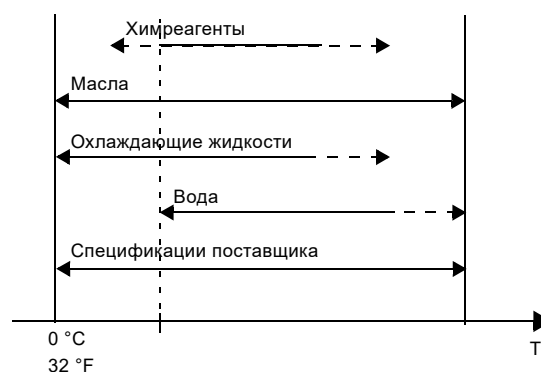 Химреагенты
Масла
Охлаждающие жидкости
Вода
Спецификации поставщика
0 °C
32 °F
T